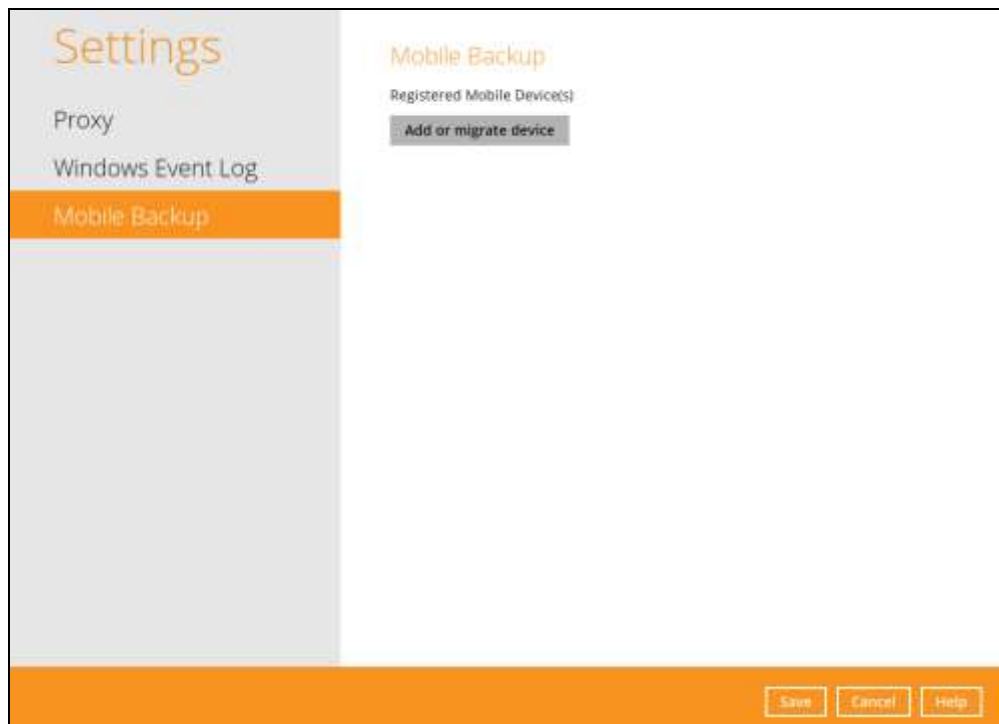 Settings
Proxy
Windows Event Log
Mobile Backup
Mobile Backup
Registered Mobile Device(s)
Add or migrate device
Save
Cancel
Help